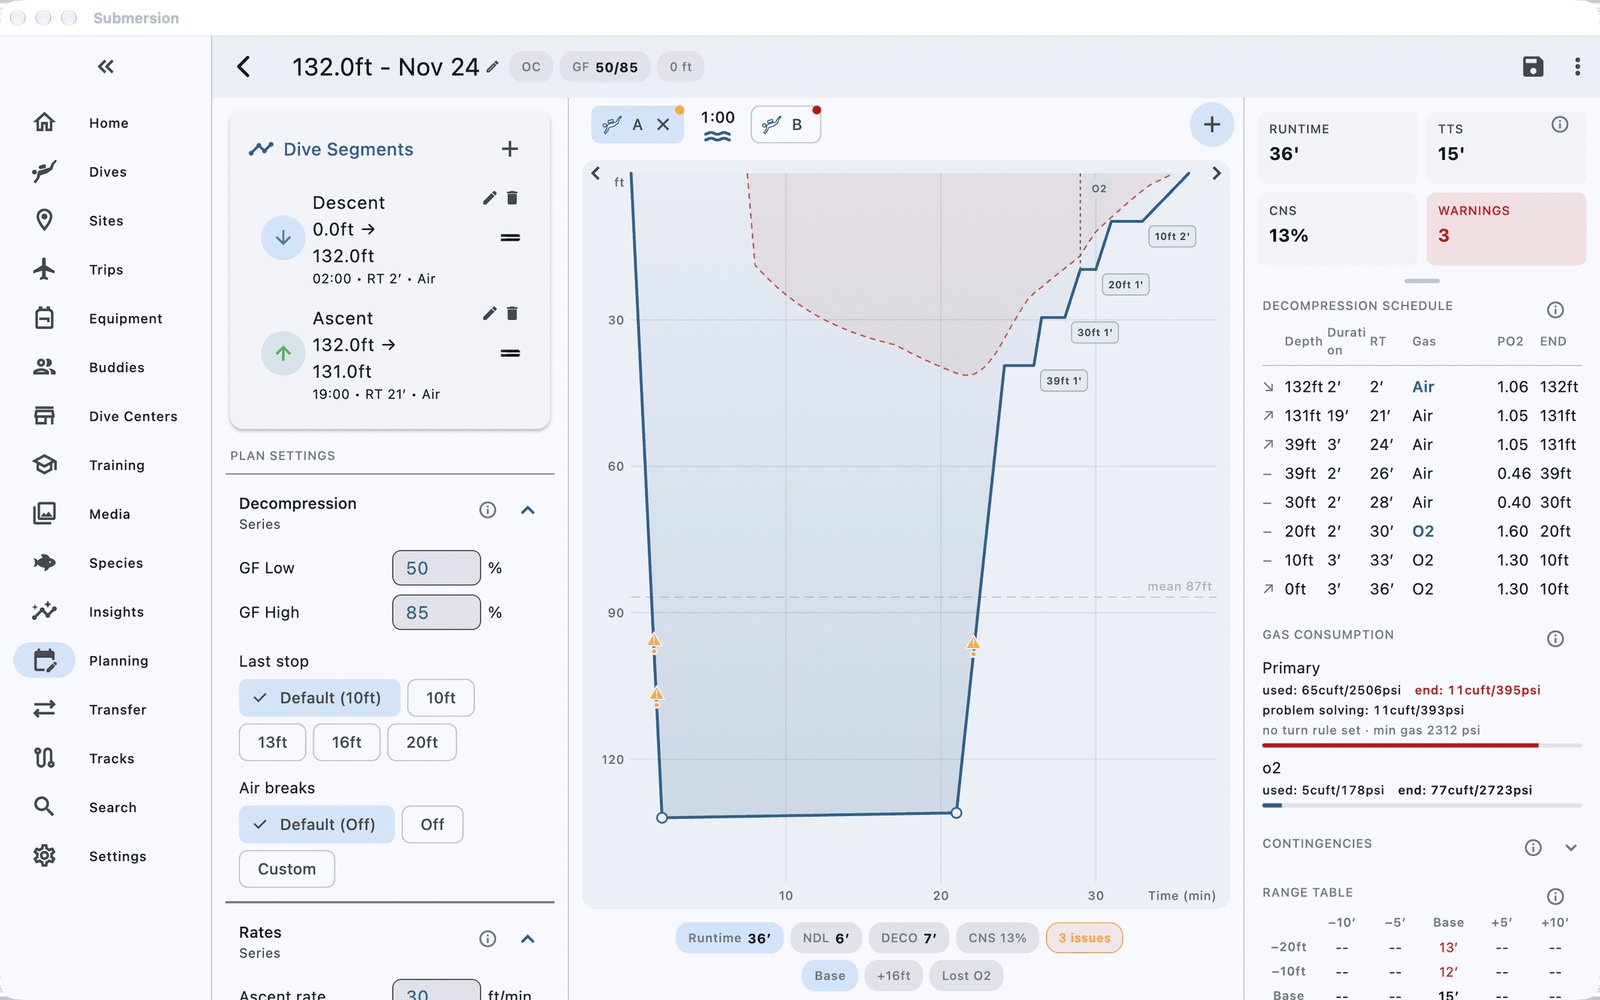 Submersion
Home
Dives
Sites
Trips
Equipment
Buddies
Dive Centers
Training
Media
Species
Insights
Planning
Transfer
Tracks
Search
Settings
132.0ft - Nov 24
OC
GF 50/85
0 ft
Dive Segments
Descent
0.0ft →
132.0ft
02:00 • RT 2′ • Air
Ascent
132.0ft →
131.0ft
19:00 • RT 21′ • Air
PLAN SETTINGS
Decompression
Series
GF Low 50 %
GF High 85 %
Last stop
Default (10ft) 10ft
13ft 16ft 20ft
Air breaks
Default (Off) Off
Custom
Rates
Series
Ascent rate 30 ft/min
A 1:00 B
ft
O2
10ft 2'
20ft 1'
30
30ft 1'
39ft 1'
60
mean 87ft
90
120
10 20 30 Time (min)
Runtime 36′ NDL 6′ DECO 7′ CNS 13% 3 issues
Base +16ft Lost O2
RUNTIME
36'
TTS
15'
CNS
13%
WARNINGS
3
DECOMPRESSION SCHEDULE
Depth Durati
on RT Gas PO2 END
132ft 2′ 2′ Air 1.06 132ft
131ft 19′ 21′ Air 1.05 131ft
39ft 3′ 24′ Air 1.05 131ft
39ft 2′ 26′ Air 0.46 39ft
30ft 2′ 28′ Air 0.40 30ft
20ft 2′ 30′ O2 1.60 20ft
10ft 3′ 33′ O2 1.30 10ft
0ft 3′ 36′ O2 1.30 10ft
GAS CONSUMPTION
Primary
used: 65cuft/2506psi end: 11cuft/395psi
problem solving: 11cuft/393psi
no turn rule set · min gas 2312 psi
o2
used: 5cuft/178psi end: 77cuft/2723psi
CONTINGENCIES
RANGE TABLE
−10′ −5′ Base +5′ +10′
−20ft -- -- 13′ -- --
−10ft -- -- 12′ -- --
Base -- -- 15′ -- --